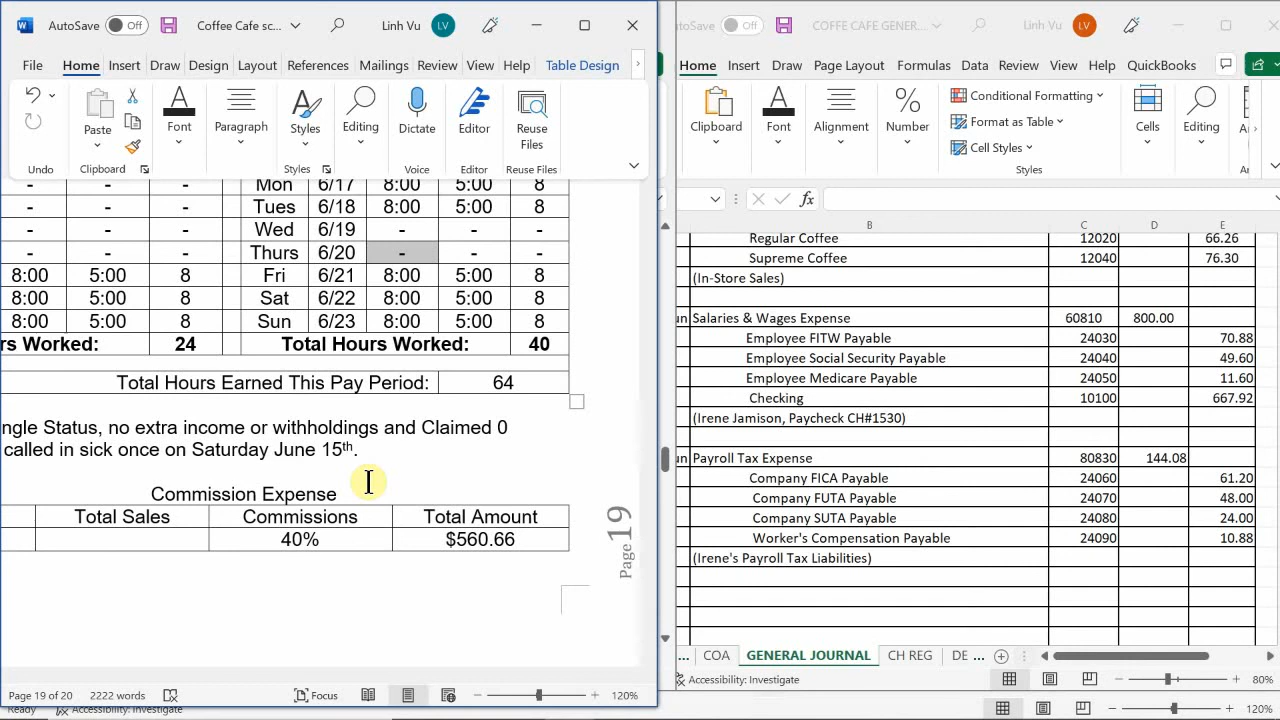 AutoSave Off Coffee Cafe sc... Linh Vu LV
File Home Insert Draw Design Layout References Mailings Review View Help Table Design
Paste Font Paragraph Styles Editing Dictate Editor Reuse Files
Undo Clipboard Styles Voice Editor Reuse Files
- - - Mon 6/17 8:00 5:00 8
- - - Tues 6/18 8:00 5:00 8
- - - Wed 6/19 - - -
- - - Thurs 6/20 - - -
8:00 5:00 8 Fri 6/21 8:00 5:00 8
8:00 5:00 8 Sat 6/22 8:00 5:00 8
8:00 5:00 8 Sun 6/23 8:00 5:00 8
rs Worked: 24 Total Hours Worked: 40
Total Hours Earned This Pay Period: 64
ngle Status, no extra income or withholdings and Claimed 0
called in sick once on Saturday June 15th.
Commission Expense
Total Sales Commissions Total Amount
40% $560.66
Page 19
Page 19 of 20 2222 words Focus 120%
Ready Accessibility: Investigate
toSave Off COFFE CAFE GENER... Linh Vu LV
Home Insert Draw Page Layout Formulas Data Review View Help QuickBooks
Clipboard Font Alignment Number Conditional Formatting Format as Table Cell Styles Cells Editing
Styles
fx
B C D E
Regular Coffee 12020 66.26
Supreme Coffee 12040 76.30
(In-Store Sales)
un Salaries & Wages Expense 60810 800.00
Employee FITW Payable 24030 70.88
Employee Social Security Payable 24040 49.60
Employee Medicare Payable 24050 11.60
Checking 10100 667.92
(Irene Jamison, Paycheck CH#1530)
un Payroll Tax Expense 80830 144.08
Company FICA Payable 24060 61.20
Company FUTA Payable 24070 48.00
Company SUTA Payable 24080 24.00
Worker's Compensation Payable 24090 10.88
(Irene's Payroll Tax Liabilities)
... COA GENERAL JOURNAL CH REG DE ...
Accessibility: Investigate 80%
120%